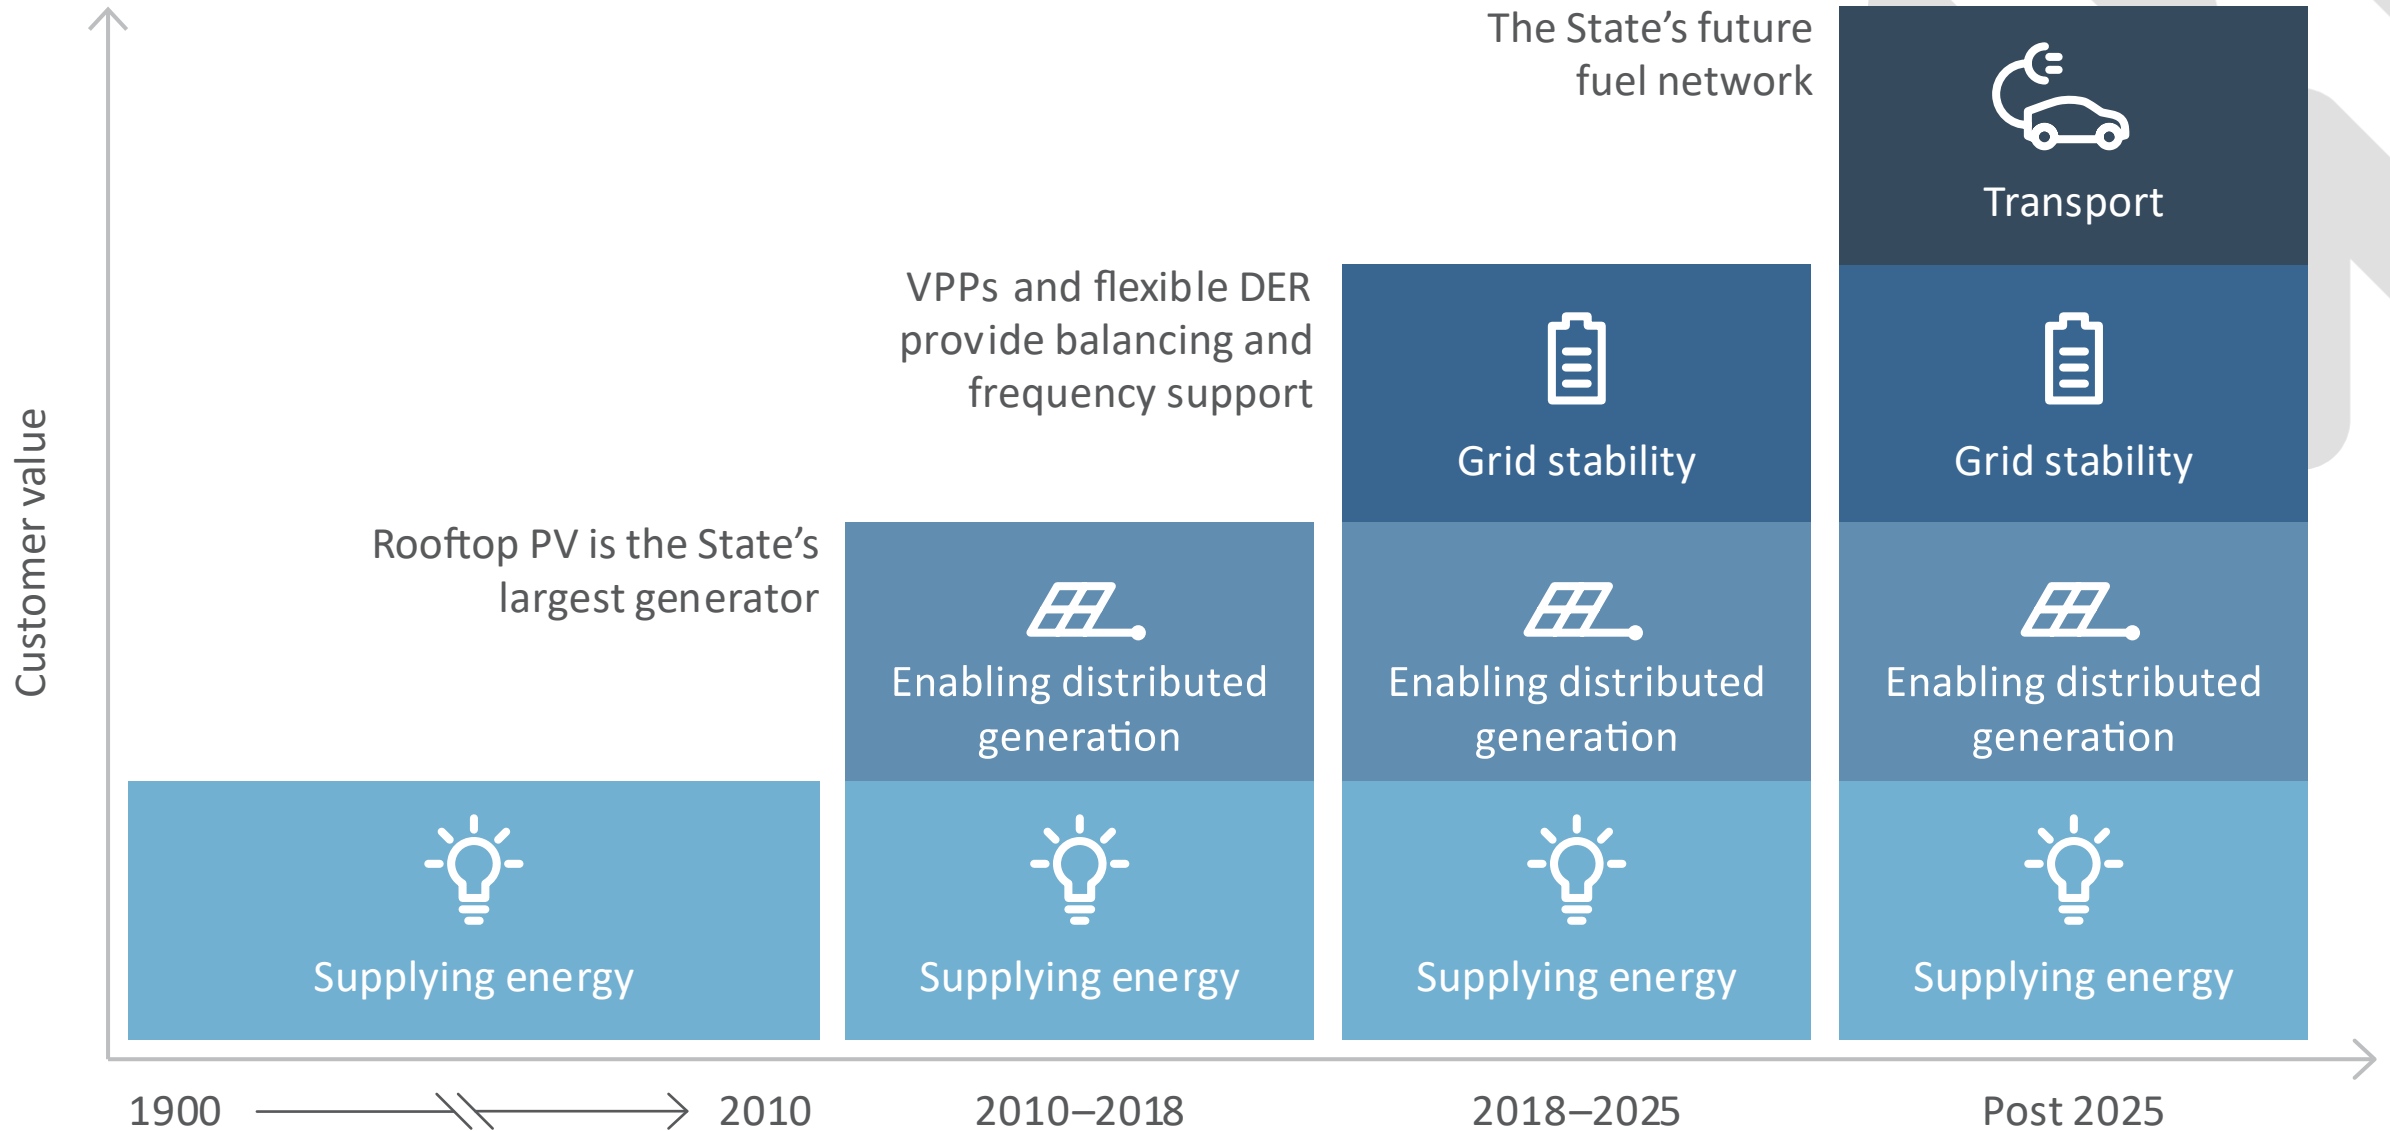 The State’s future
fuel network
Transport
VPPs and flexible DER
provide balancing and
frequency support
Grid stability
Grid stability
Customer value
Rooftop PV is the State’s
largest generator
Enabling distributed
generation
Enabling distributed
generation
Enabling distributed
generation
Supplying energy
Supplying energy
Supplying energy
Supplying energy
1900
2010
2010–2018
2018–2025
Post 2025